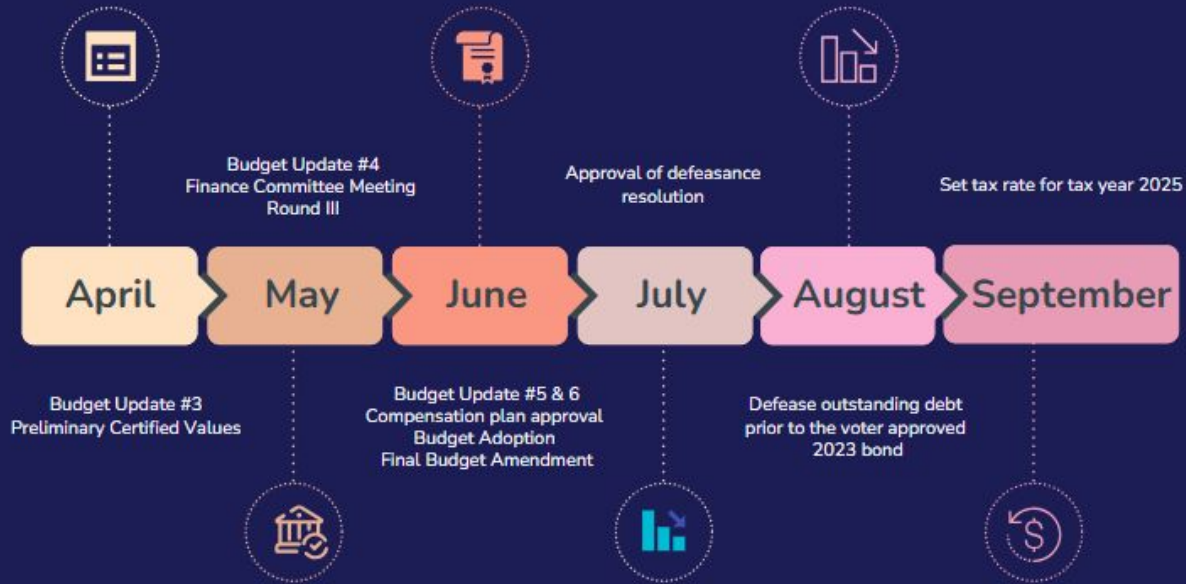 Budget Update #4
Finance Committee Meeting
Round III
Approval of defeasance
resolution
Set tax rate for tax year 2025
April
May
June
July
August
September
Budget Update #3
Preliminary Certified Values
Budget Update #5 & 6
Compensation plan approval
Budget Adoption
Final Budget Amendment
Defease outstanding debt
prior to the voter approved
2023 bond
$